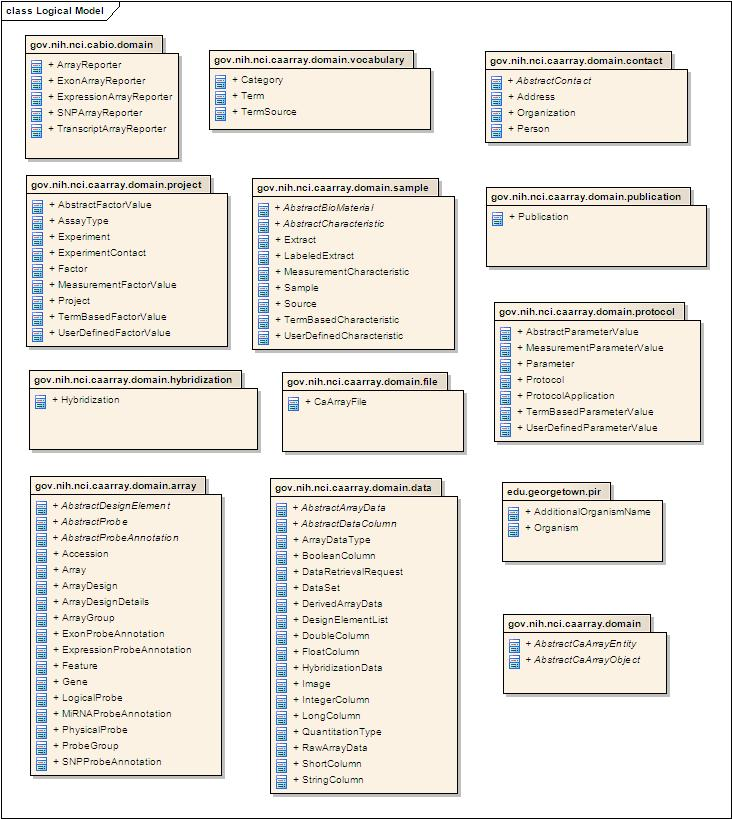 class Logical Model
gov.nih.nci.cabio.domain
+ ArrayReporter
+ ExonArrayReporter
+ ExpressionArrayReporter
+ SNPArrayReporter
+ TranscriptArrayReporter
gov.nih.nci.caarray.domain.vocabulary
+ Category
+ Term
+ TermSource
gov.nih.nci.caarray.domain.contact
+ AbstractContact
+ Address
+ Organization
+ Person
gov.nih.nci.caarray.domain.project
+ AbstractFactorValue
+ AssayType
+ Experiment
+ ExperimentContact
+ Factor
+ MeasurementFactorValue
+ Project
+ TermBasedFactorValue
+ UserDefinedFactorValue
gov.nih.nci.caarray.domain.sample
+ AbstractBioMaterial
+ AbstractCharacteristic
+ Extract
+ LabeledExtract
+ MeasurementCharacteristic
+ Sample
+ Source
+ TermBasedCharacteristic
+ UserDefinedCharacteristic
gov.nih.nci.caarray.domain.publication
+ Publication
gov.nih.nci.caarray.domain.protocol
+ AbstractParameterValue
+ MeasurementParameterValue
+ Parameter
+ Protocol
+ ProtocolApplication
+ TermBasedParameterValue
+ UserDefinedParameterValue
gov.nih.nci.caarray.domain.hybridization
+ Hybridization
gov.nih.nci.caarray.domain.file
+ CaArrayFile
gov.nih.nci.caarray.domain.array
+ AbstractDesignElement
+ AbstractProbe
+ AbstractProbeAnnotation
+ Accession
+ Array
+ ArrayDesign
+ ArrayDesignDetails
+ ArrayGroup
+ ExonProbeAnnotation
+ ExpressionProbeAnnotation
+ Feature
+ Gene
+ LogicalProbe
+ MiRNAProbeAnnotation
+ PhysicalProbe
+ ProbeGroup
+ SNPProbeAnnotation
gov.nih.nci.caarray.domain.data
+ AbstractArrayData
+ AbstractDataColumn
+ ArrayDataType
+ BooleanColumn
+ DataRetrievalRequest
+ DataSet
+ DerivedArrayData
+ DesignElementList
+ DoubleColumn
+ FloatColumn
+ HybridizationData
+ Image
+ IntegerColumn
+ LongColumn
+ QuantitationType
+ RawArrayData
+ ShortColumn
+ StringColumn
edu.georgetown.pir
+ AdditionalOrganismName
+ Organism
gov.nih.nci.caarray.domain
+ AbstractCaArrayEntity
+ AbstractCaArrayObject